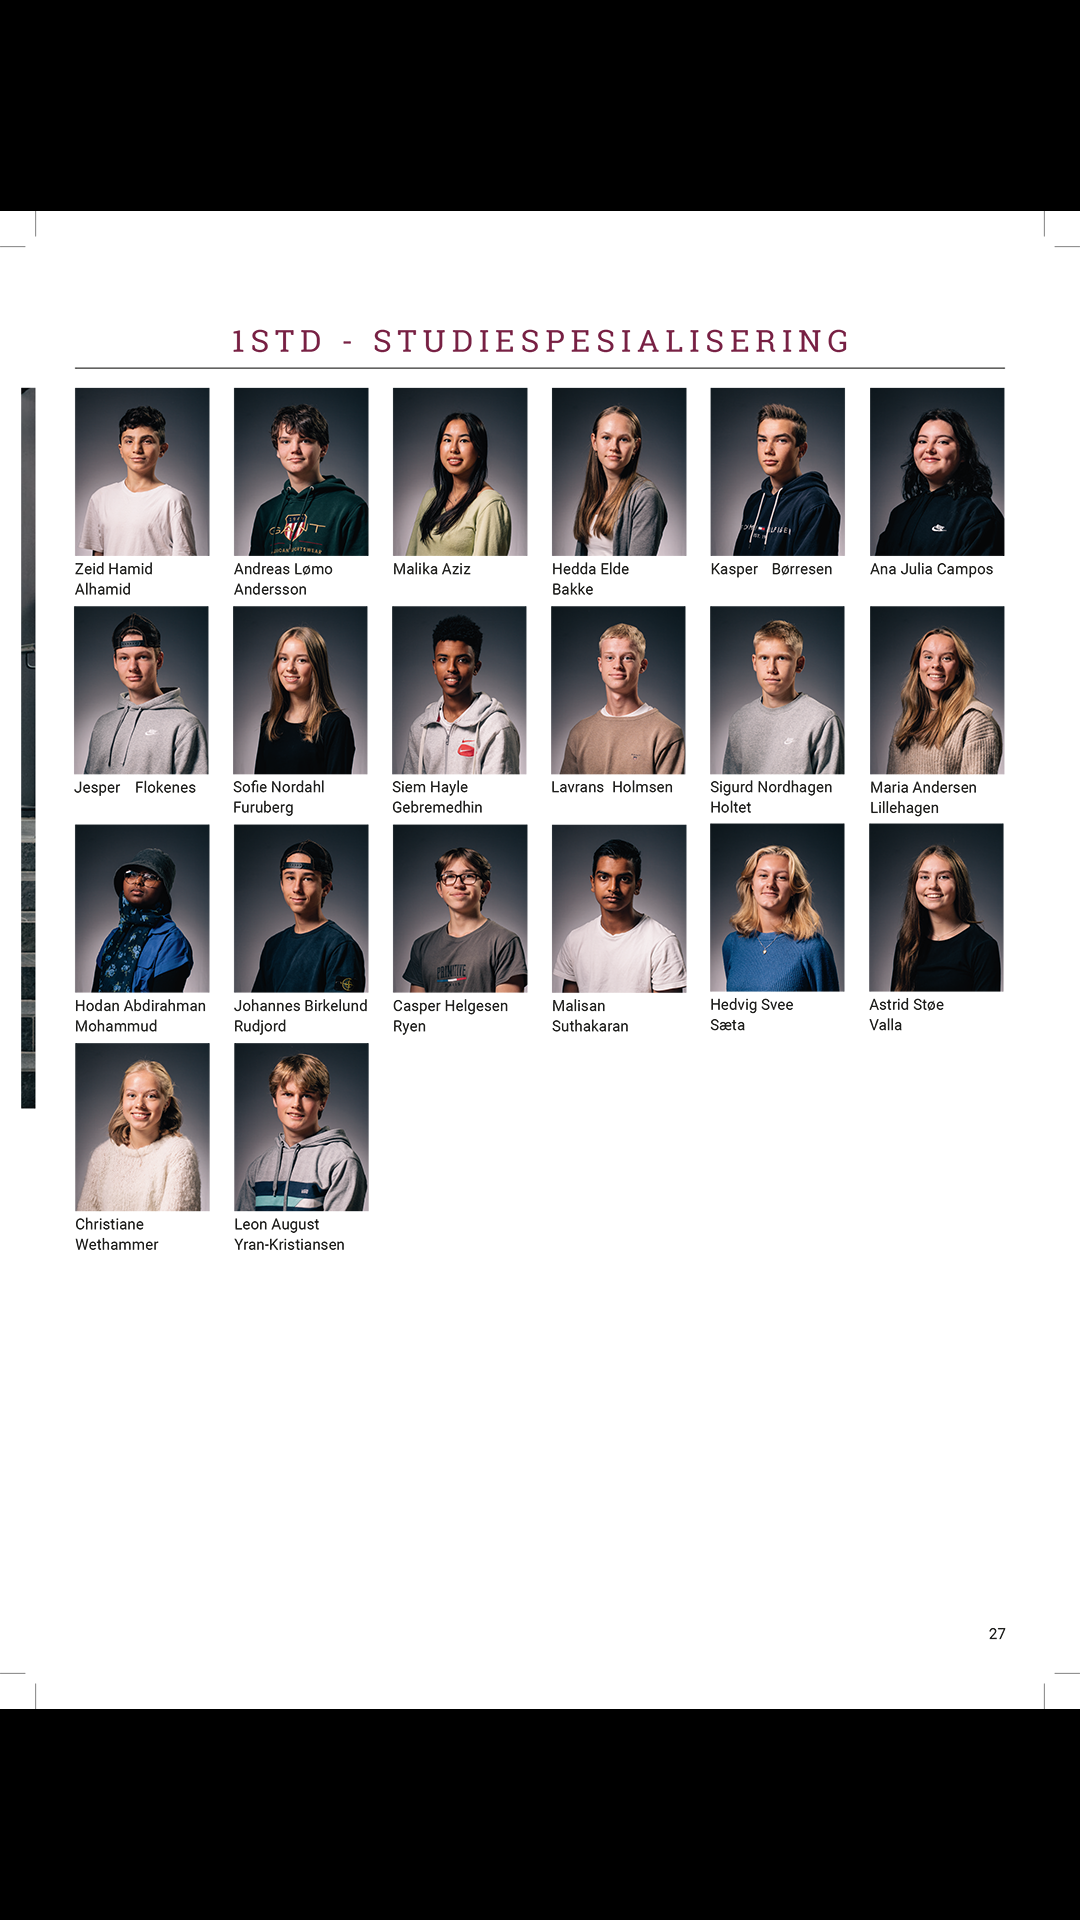 1STD - STUDIESPESIALISERING
Zeid Hamid
Alhamid
Andreas Lømo
Andersson
Malika Aziz
Hedda Elde
Bakke
Kasper Børresen
Ana Julia Campos
Jesper Flokenes
Sofie Nordahl
Furuberg
Siem Hayle
Gebremedhin
Lavrans Holmsen
Sigurd Nordhagen
Holtet
Maria Andersen
Lillehagen
Hodan Abdirahman
Mohammud
Johannes Birkelund
Rudjord
Casper Helgesen
Ryen
PRIMITIVE
Malisan
Suthakaran
Hedvig Svee
Sæta
Astrid Støe
Valla
Christiane
Wethammer
Leon August
Yran-Kristiansen
27